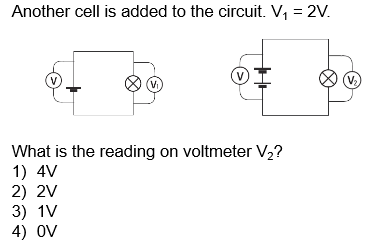 Another cell is added to the circuit. V₁ = 2V.
V V₁ V V₂
What is the reading on voltmeter V₂?
1) 4V
2) 2V
3) 1V
4) 0V